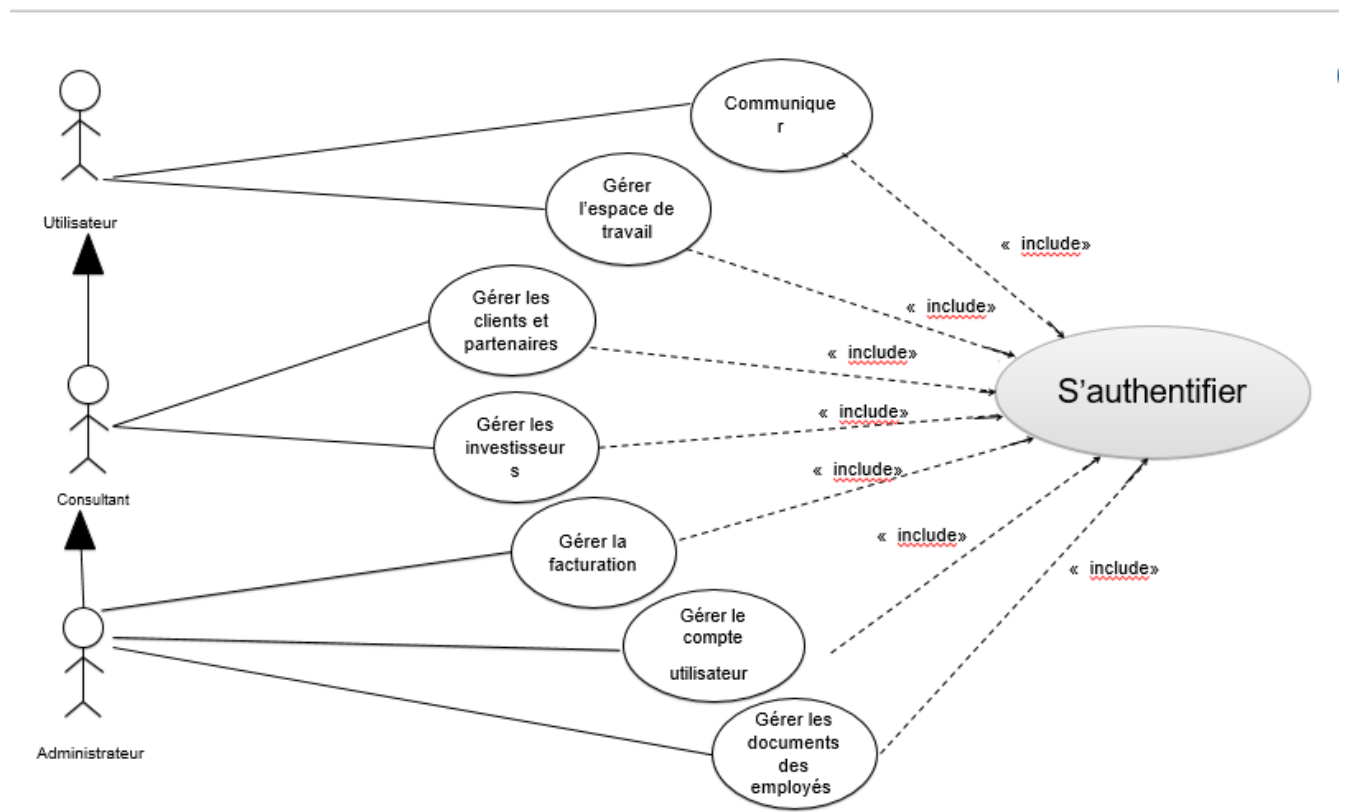 Communique
r
Gérer
l'espace de
travail
Utilisateur
« include»
« include»
Gérer les
clients et
partenaires
« include»
S'authentifier
« include»
Gérer les
investisseur
s
« include»
Consultant
Gérer la
facturation
« include»
« include»
Gérer le
compte
utilisateur
Gérer les
documents
des
employés
Administrateur